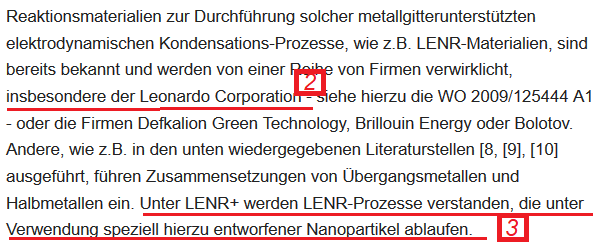 Reaktionsmaterialien zur Durchführung solcher metallgitterunterstützten
elektrodynamischen Kondensations-Prozesse, wie z.B. LENR-Materialien, sind
bereits bekannt und werden von einer Reihe von Firmen verwirklicht,
insbesondere der Leonardo Corporation - siehe hierzu die WO 2009/125444 A1
2
- oder die Firmen Defkalion Green Technology, Brillouin Energy oder Bolotov.
Andere, wie z.B. in den unten wiedergegebenen Literaturstellen [8, [9], [10]
ausgeführt, führen Zusammensetzungen von Übergangsmetallen und
Halbmetallen ein. Unter LENR+ werden LENR-Prozesse verstanden, die unter
Verwendung speziell hierzu entworfener Nanopartikel ablaufen.
3